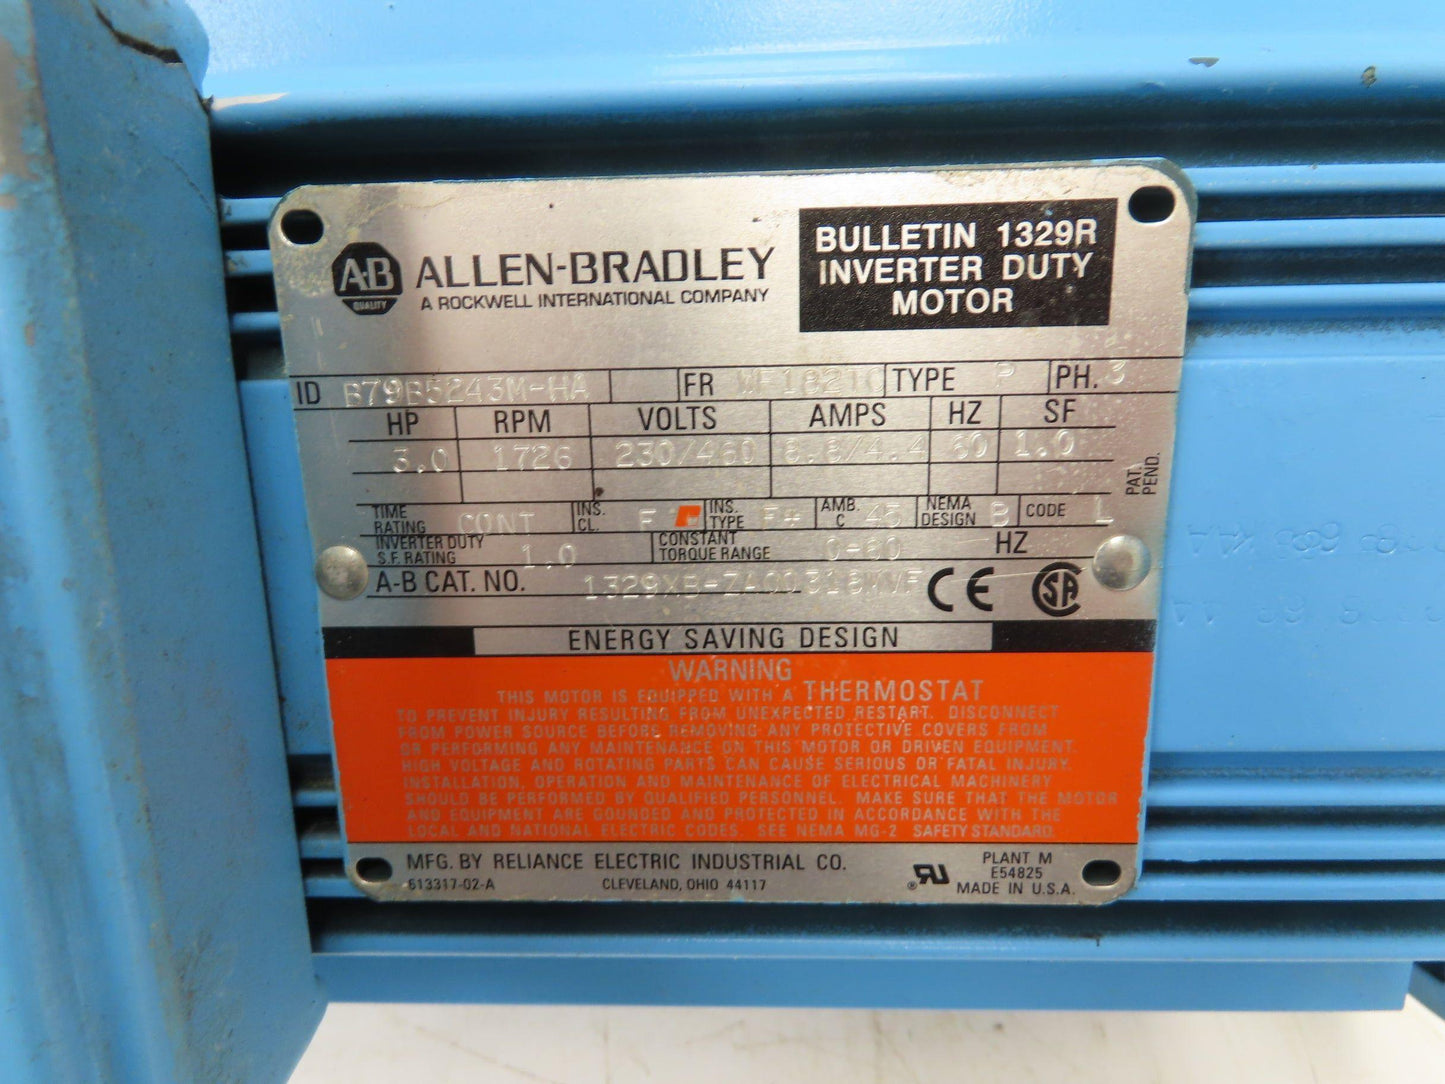 A-B QUALITY ALLEN-BRADLEY
A ROCKWELL INTERNATIONAL COMPANY
BULLETIN 1329R
INVERTER DUTY
MOTOR
ID B79B5243M-HA FR WF182TC TYPE P PH. 3
HP RPM VOLTS AMPS HZ SF
3.0 1726 230/460 8.8/4.4 60 1.0
PAT. PEND.
TIME RATING CONT INS. CL. F INS. TYPE F+ AMB. C 45 NEMA DESIGN B CODE L
INVERTER DUTY S.F. RATING 1.0 CONSTANT TORQUE RANGE 0-60 HZ
A-B CAT. NO. CE SA
ENERGY SAVING DESIGN
WARNING
THIS MOTOR IS EQUIPPED WITH A THERMOSTAT
TO PREVENT INJURY RESULTING FROM UNEXPECTED RESTART, DISCONNECT
FROM POWER SOURCE BEFORE REMOVING ANY PROTECTIVE COVERS FROM
OR PERFORMING ANY MAINTENANCE ON THIS MOTOR OR DRIVEN EQUIPMENT.
HIGH VOLTAGE AND ROTATING PARTS CAN CAUSE SERIOUS OR FATAL INJURY.
INSTALLATION, OPERATION AND MAINTENANCE OF ELECTRICAL MACHINERY
SHOULD BE PERFORMED BY QUALIFIED PERSONNEL. MAKE SURE THAT THE MOTOR
AND EQUIPMENT ARE GOUNDED AND PROTECTED IN ACCORDANCE WITH THE
LOCAL AND NATIONAL ELECTRIC CODES. SEE NEMA MG-2 SAFETY STANDARD.
MFG. BY RELIANCE ELECTRIC INDUSTRIAL CO.
613317-02-A CLEVELAND, OHIO 44117
® RU PLANT M
E54825
MADE IN U.S.A.